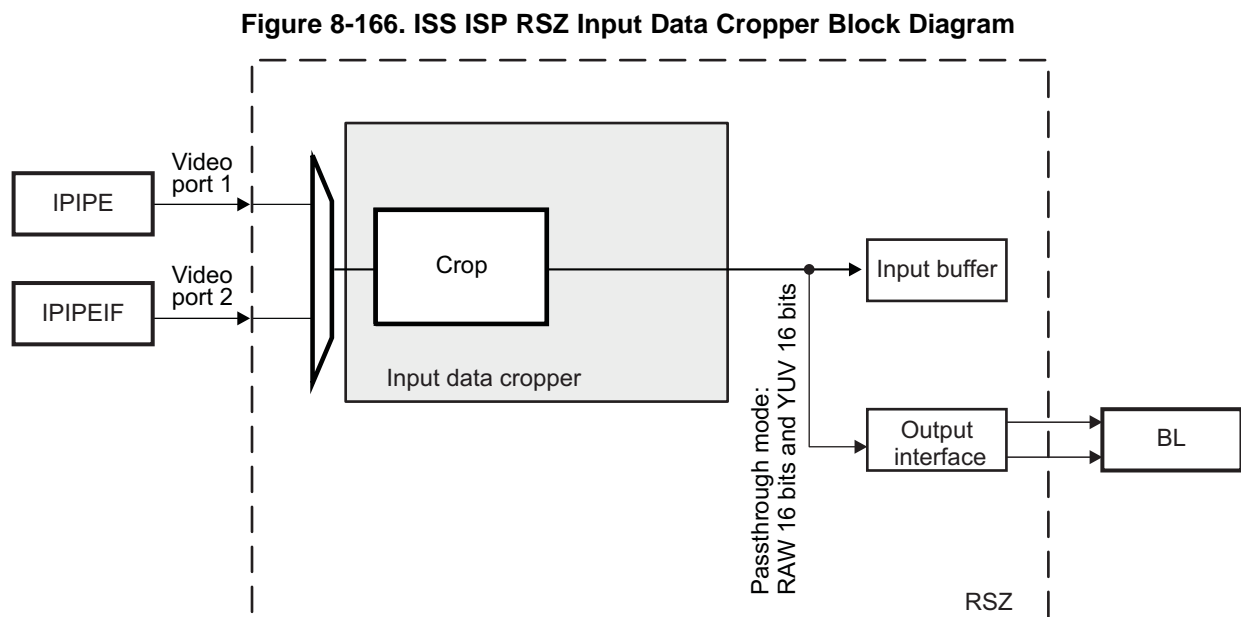 Figure 8-166. ISS ISP RSZ Input Data Cropper Block Diagram
Video
port 1
IPIPE
Video
port 2
IPIPEIF
Crop
Input data cropper
Input buffer
Passthrough mode:
RAW 16 bits and YUV 16 bits
Output
interface
BL
RSZ